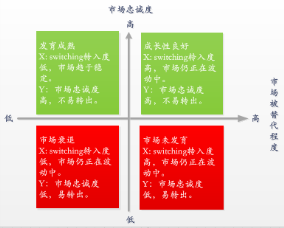 市场忠诚度
高
发育成熟
X: switching转入度
低，市场趋于稳
定。
Y： 市场忠诚度
高，不易转出。
成长性良好
X: switching转入度
高，市场仍正在波
动中。
Y： 市场忠诚度
高，不易转出。
低
高
市场被替代程度
市场衰退
X: switching转入度
低，市场仍正在波
动中。
Y： 市场忠诚度
低，易转出。
市场未发育
X: switching转入度
高，市场仍正在波
动中。
Y： 市场忠诚度
低，易转出。
低